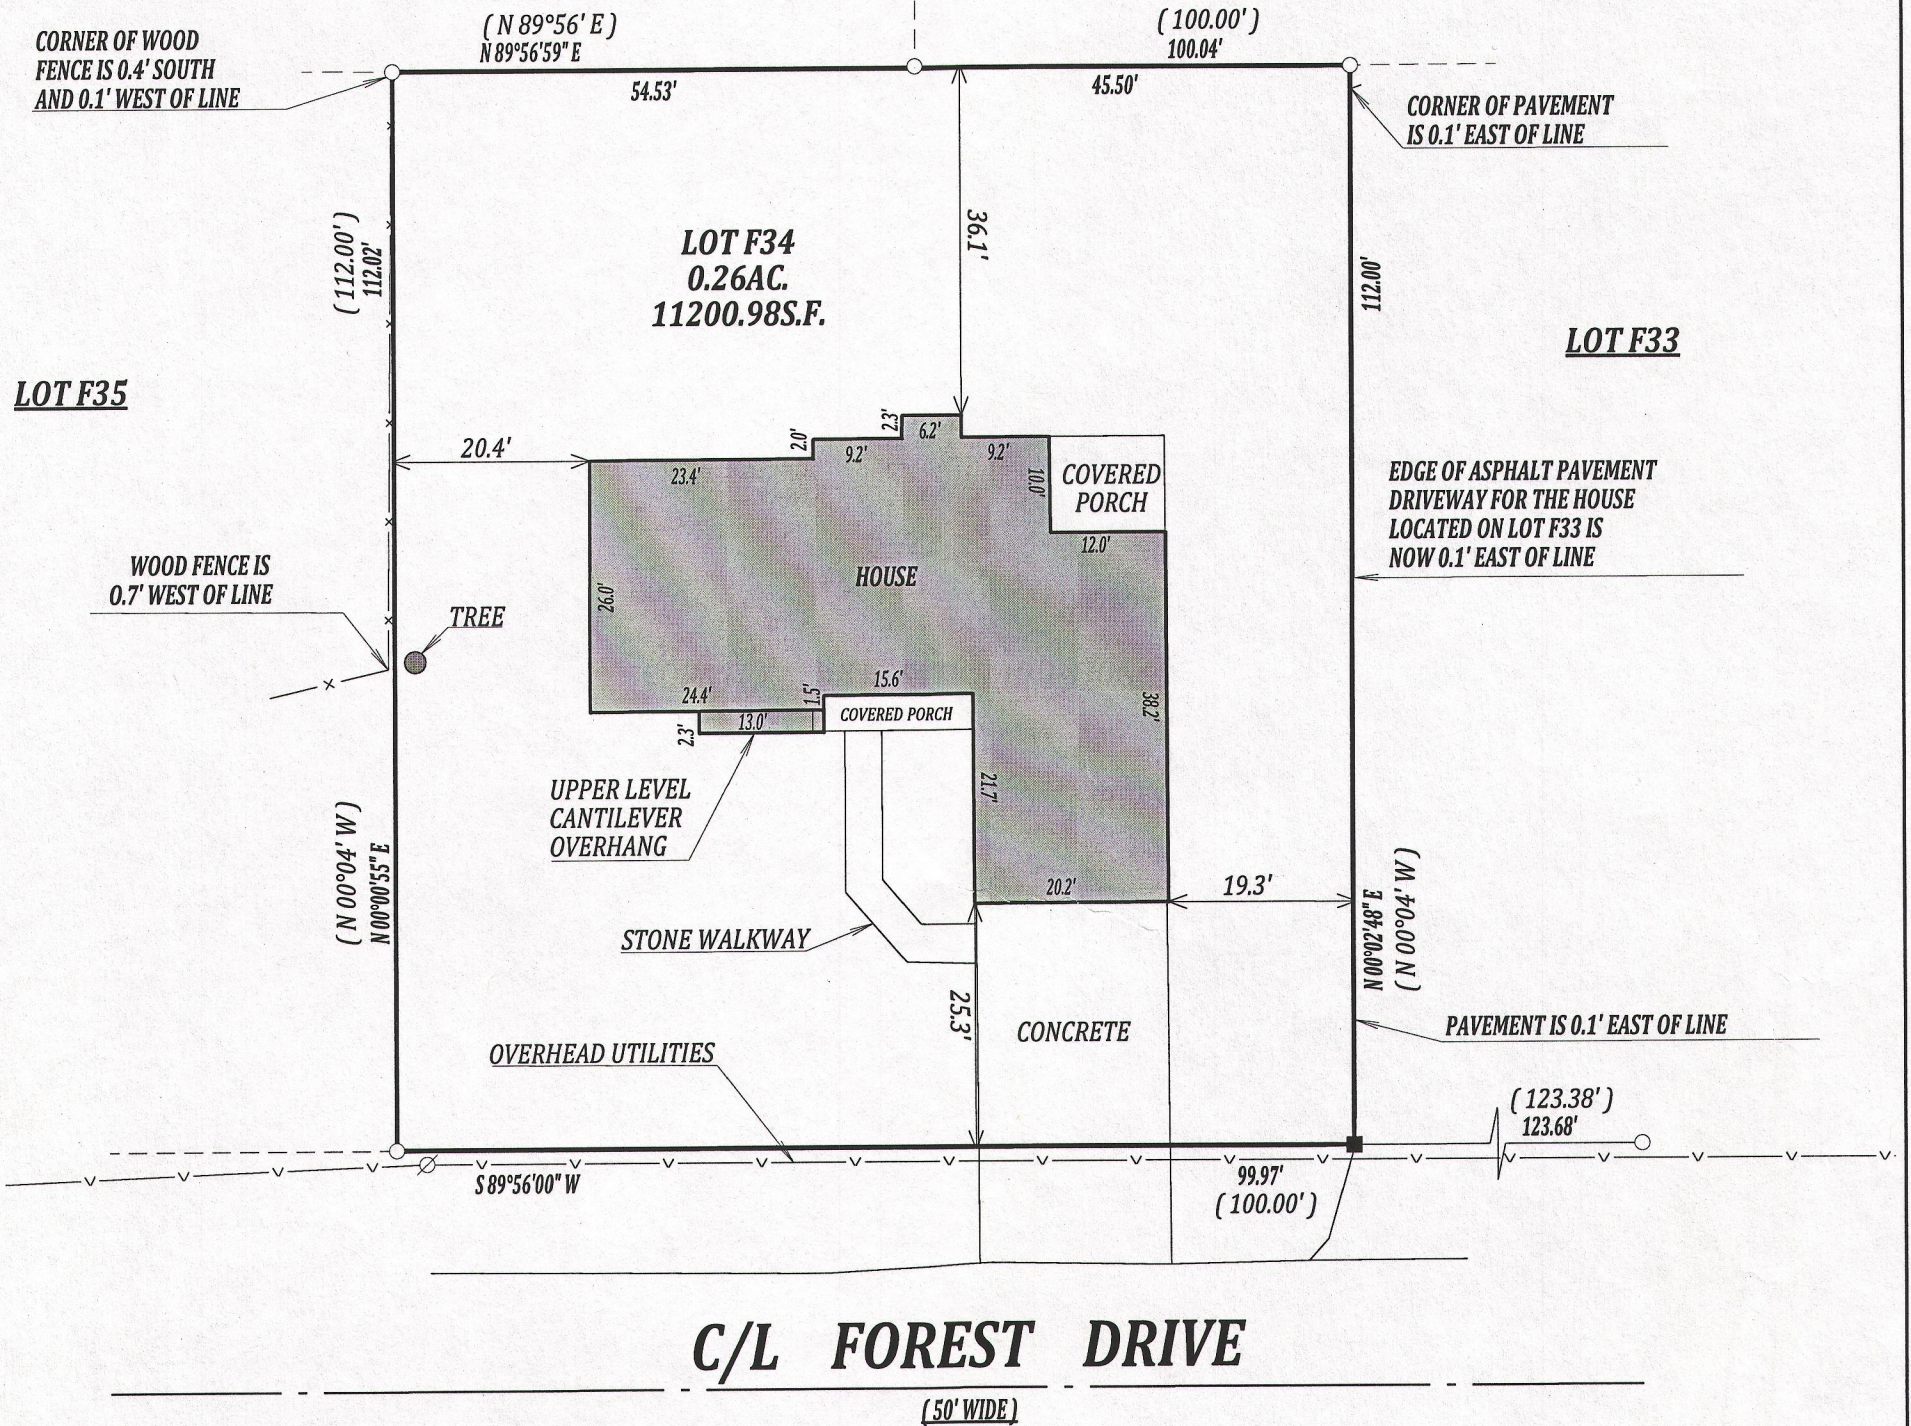 ( N 89°56' E )
N 89°56'59" E
( 100.00' )
100.04'
CORNER OF WOOD
FENCE IS 0.4' SOUTH
AND 0.1' WEST OF LINE
54.53'
45.50'
CORNER OF PAVEMENT
IS 0.1' EAST OF LINE
( 112.00' )
112.02'
LOT F34
0.26AC.
11200.98S.F.
36.1'
112.00'
LOT F33
LOT F35
20.4'
23.4'
2.0'
9.2'
2.3'
6.2'
9.2'
10.0'
COVERED
PORCH
12.0'
EDGE OF ASPHALT PAVEMENT
DRIVEWAY FOR THE HOUSE
LOCATED ON LOT F33 IS
NOW 0.1' EAST OF LINE
WOOD FENCE IS
0.7' WEST OF LINE
TREE
HOUSE
26.0'
24.4'
1.5'
15.6'
COVERED PORCH
38.2'
2.3'
13.0'
UPPER LEVEL
CANTILEVER
OVERHANG
21.7'
20.2'
19.3'
( N 00°04' W )
N 00°00'55" E
STONE WALKWAY
N 00°02'48" E
( N 00°04' W )
25.3'
CONCRETE
PAVEMENT IS 0.1' EAST OF LINE
OVERHEAD UTILITIES
( 123.38' )
123.68'
S 89°56'00" W
99.97'
( 100.00' )
C/L FOREST DRIVE
( 50' WIDE )